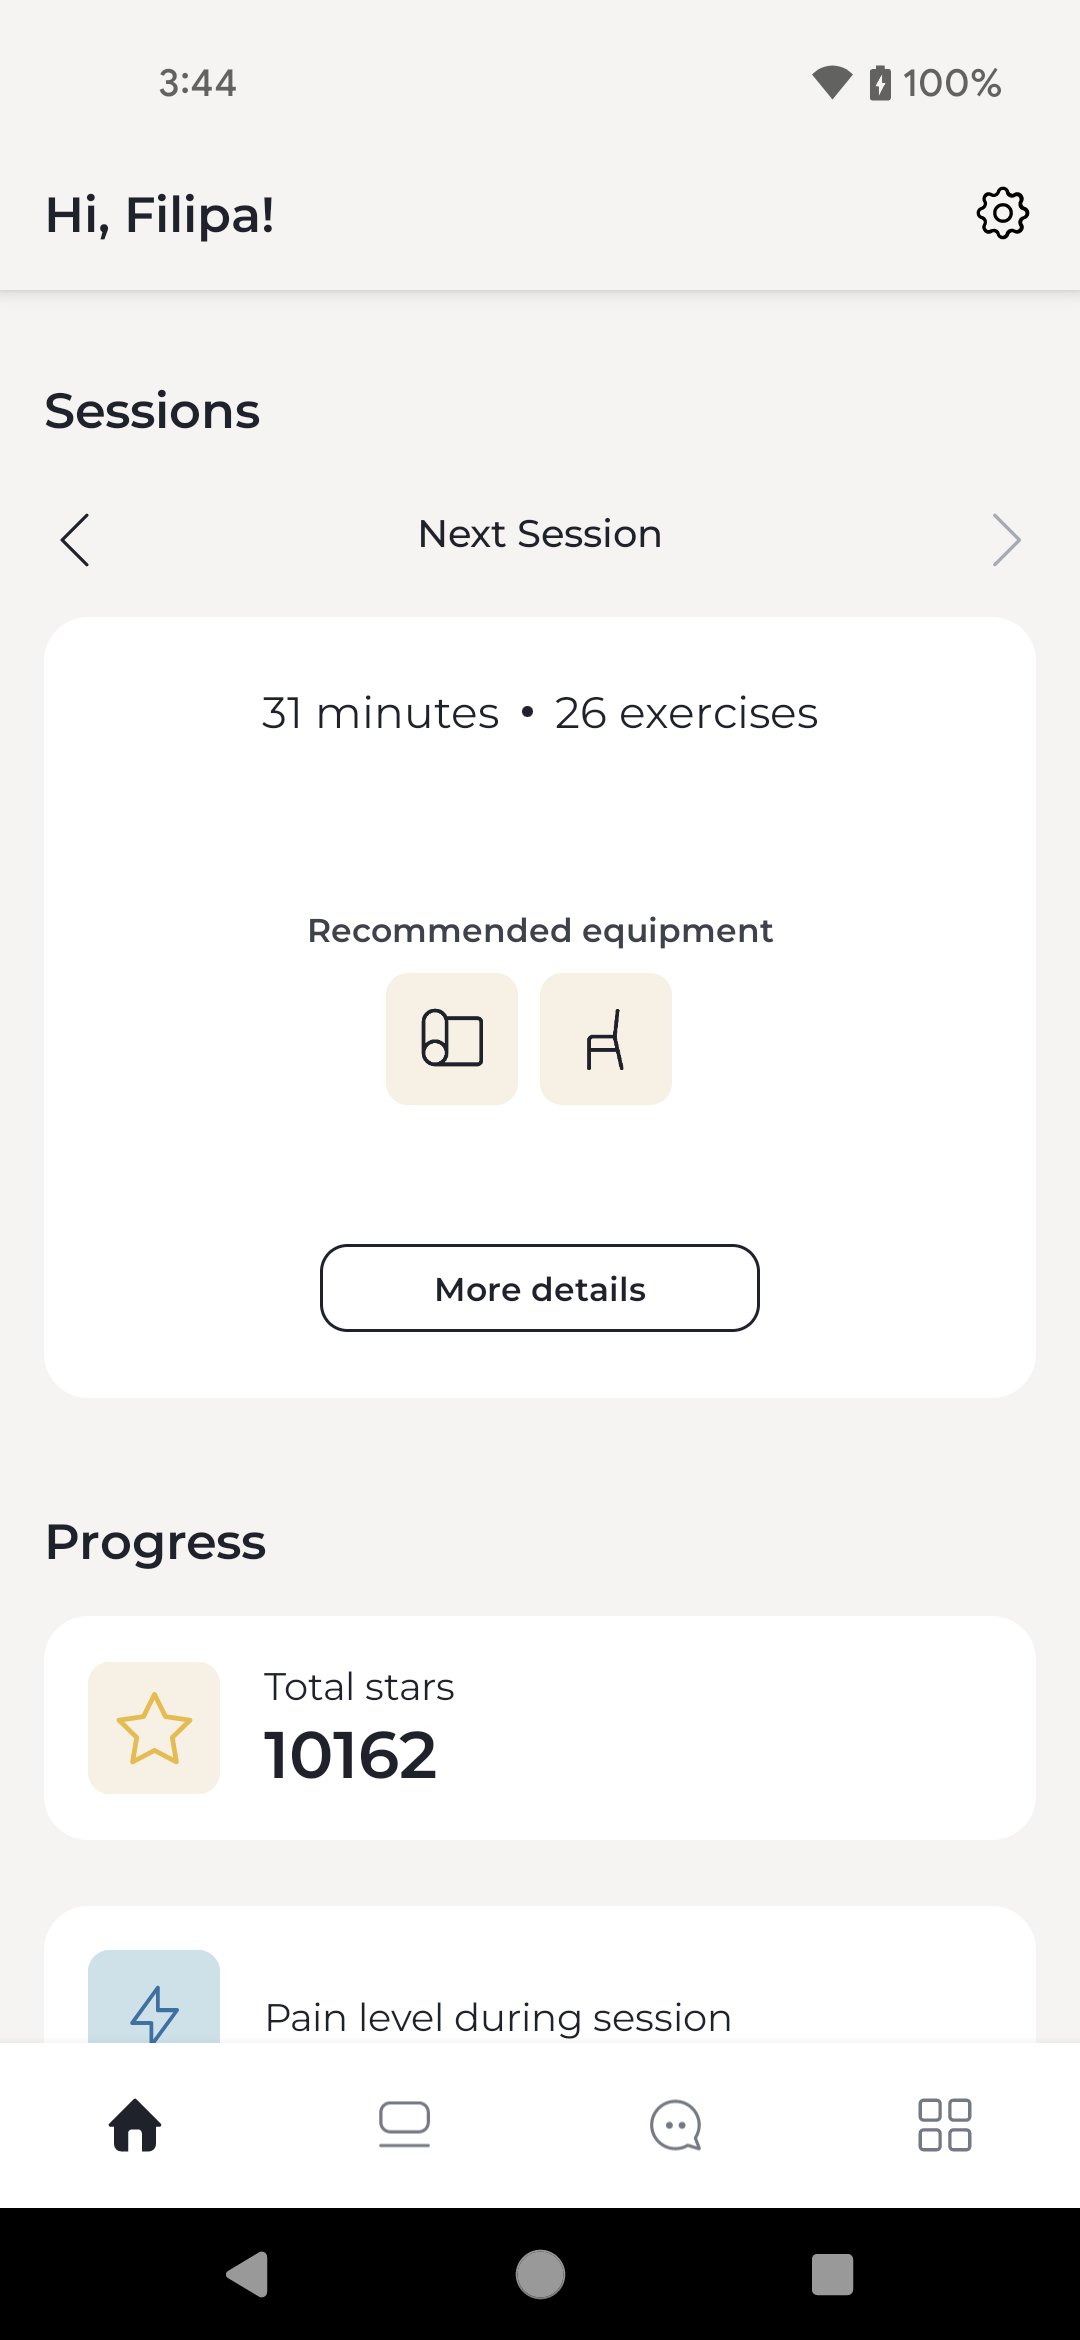 3:44
100%
Hi, Filipa!
Sessions
Next Session
31 minutes • 26 exercises
Recommended equipment
More details
Progress
Total stars
10162
Pain level during session